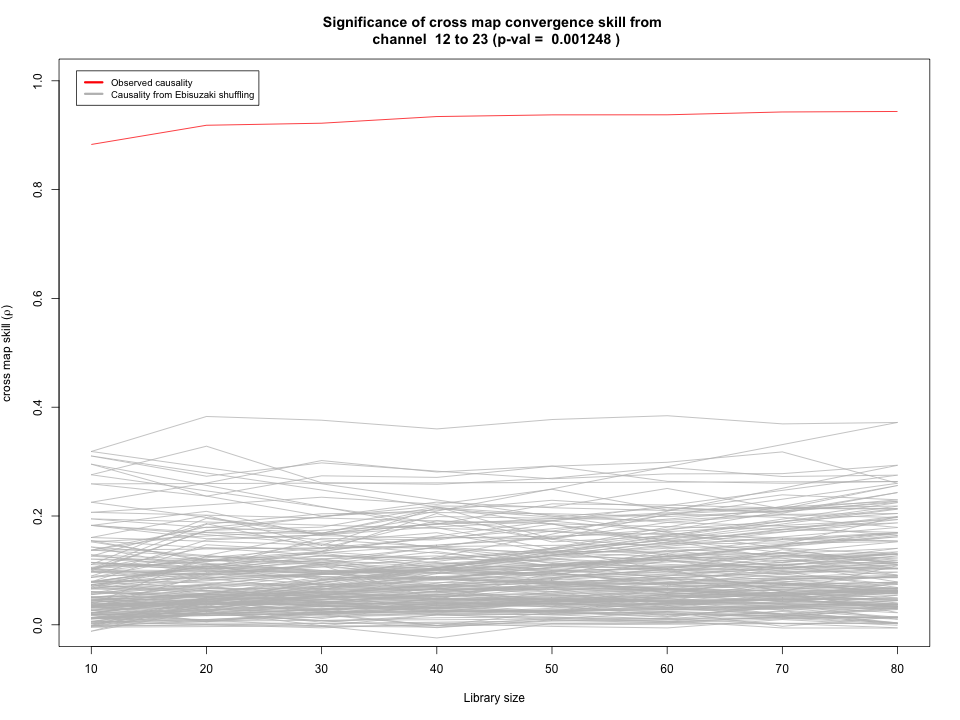 Significance of cross map convergence skill from
channel 12 to 23 (p-val = 0.001248 )
Observed causality
Causality from Ebisuzaki shuffling
cross map skill (ρ)
1.0
0.8
0.6
0.4
0.2
0.0
10 20 30 40 50 60 70 80
Library size